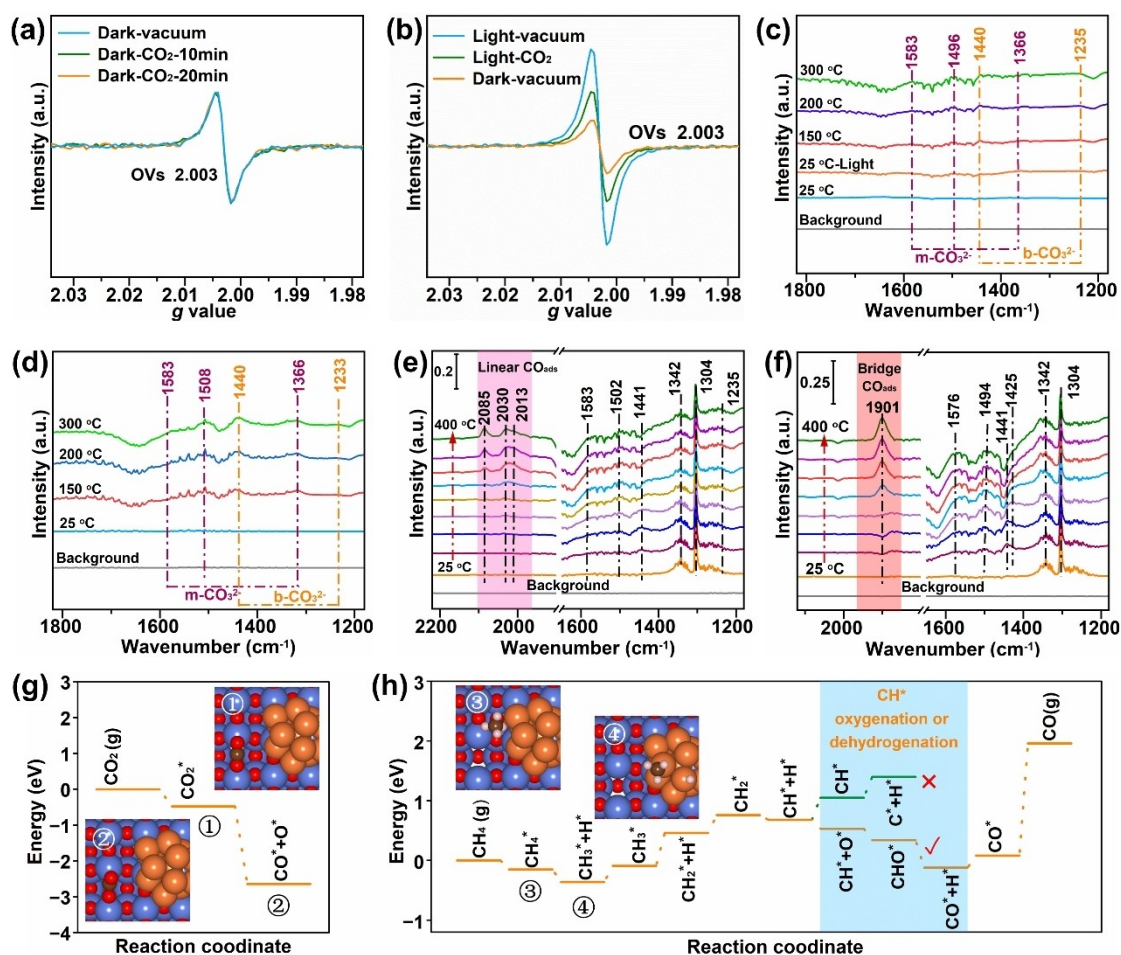 (a)
Dark-vacuum
Dark-CO₂-10min
Dark-CO₂-20min
OVs 2.003
Intensity (a.u.)
2.03 2.02 2.01 2.00 1.99 1.98
g value
(b)
Light-vacuum
Light-CO₂
Dark-vacuum
OVs 2.003
Intensity (a.u.)
2.03 2.02 2.01 2.00 1.99 1.98
g value
(c)
1583 1496 1440 1366 1235
300 °C
200 °C
150 °C
25 °C-Light
25 °C
Background
m-CO₃²⁻ b-CO₃²⁻
Intensity (a.u.)
1800 1600 1400 1200
Wavenumber (cm⁻¹)
(d)
1583 1508 1440 1366 1233
300 °C
200 °C
150 °C
25 °C
Background
m-CO₃²⁻ b-CO₃²⁻
Intensity (a.u.)
1800 1600 1400 1200
Wavenumber (cm⁻¹)
(e)
0.2
Linear COads
2085 2030 2013 1583 1502 1441 1342 1304 1235
400 °C
25 °C
Background
Intensity (a.u.)
2200 2000 1600 1400 1200
Wavenumber (cm⁻¹)
(f)
0.25
Bridge
COads
1901 1576 1494 1441 1425 1342 1304
400 °C
25 °C
Background
Intensity (a.u.)
2000 1600 1400 1200
Wavenumber (cm⁻¹)
(g)
3
2
1
0
−1
−2
−3
−4
Energy (eV)
CO₂ (g)
CO₂*
CO*+O*
①
①
②
②
Reaction coodinate
(h)
3
2
1
0
−1
Energy (eV)
③
④
CH*
oxygenation or
dehydrogenation
CH₄ (g)
CH₄*
CH₃*+H*
CH₃*
CH₂*+H*
CH₂*
CH*+H*
CH*
C*+H*
×
CH*+O*
CHO*
✓
CO*+H*
CO*
CO(g)
③
④
Reaction coodinate